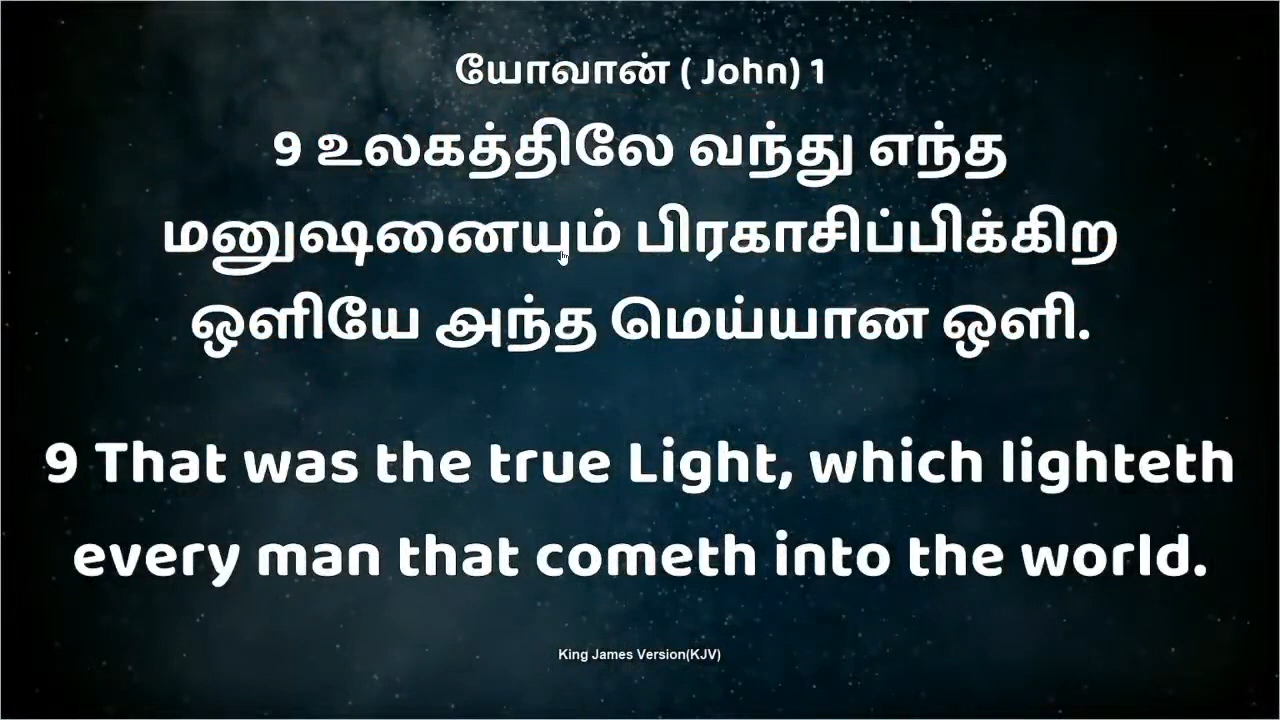 யோவான் ( John) 1
9 உலகத்திலே வந்து எந்த
மனுஷனையும் பிரகாசிப்பிக்கிற
ஒளியே அந்த மெய்யான ஒளி.
9 That was the true Light, which lighteth
every man that cometh into the world.
King James Version(KJV)